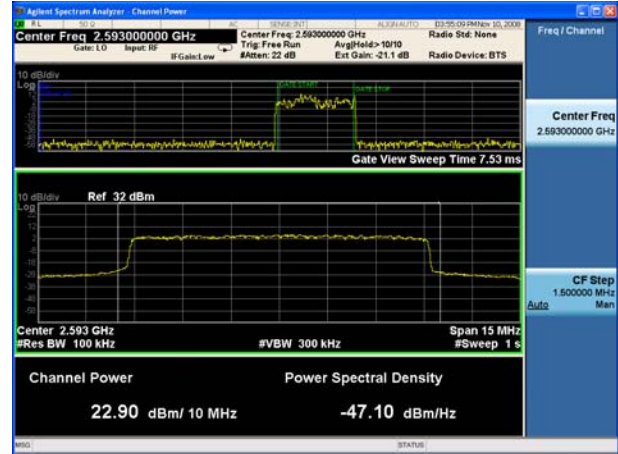 Agilent Spectrum Analyzer - Channel Power
RL 50 Ω AC SENSE:INT ALIGNAUTO 03:55:09 PM Nov 10, 2008
Center Freq 2.593000000 GHz
Gate: LO Input: RF
IFGain:Low
Center Freq: 2.593000000 GHz
Trig: Free Run Avg|Hold:> 10/10
#Atten: 22 dB Ext Gain: -21.1 dB
Radio Std: None
Radio Device: BTS
Freq / Channel
10 dB/div
Log
GATE START GATE STOP
Gate View Sweep Time 7.53 ms
Center Freq
2.593000000 GHz
10 dB/div Ref 32 dBm
Log
Center 2.593 GHz Span 15 MHz
#Res BW 100 kHz #VBW 300 kHz #Sweep 1 s
CF Step
1.500000 MHz
Auto Man
Channel Power Power Spectral Density
22.90 dBm/ 10 MHz -47.10 dBm/Hz
MSG STATUS